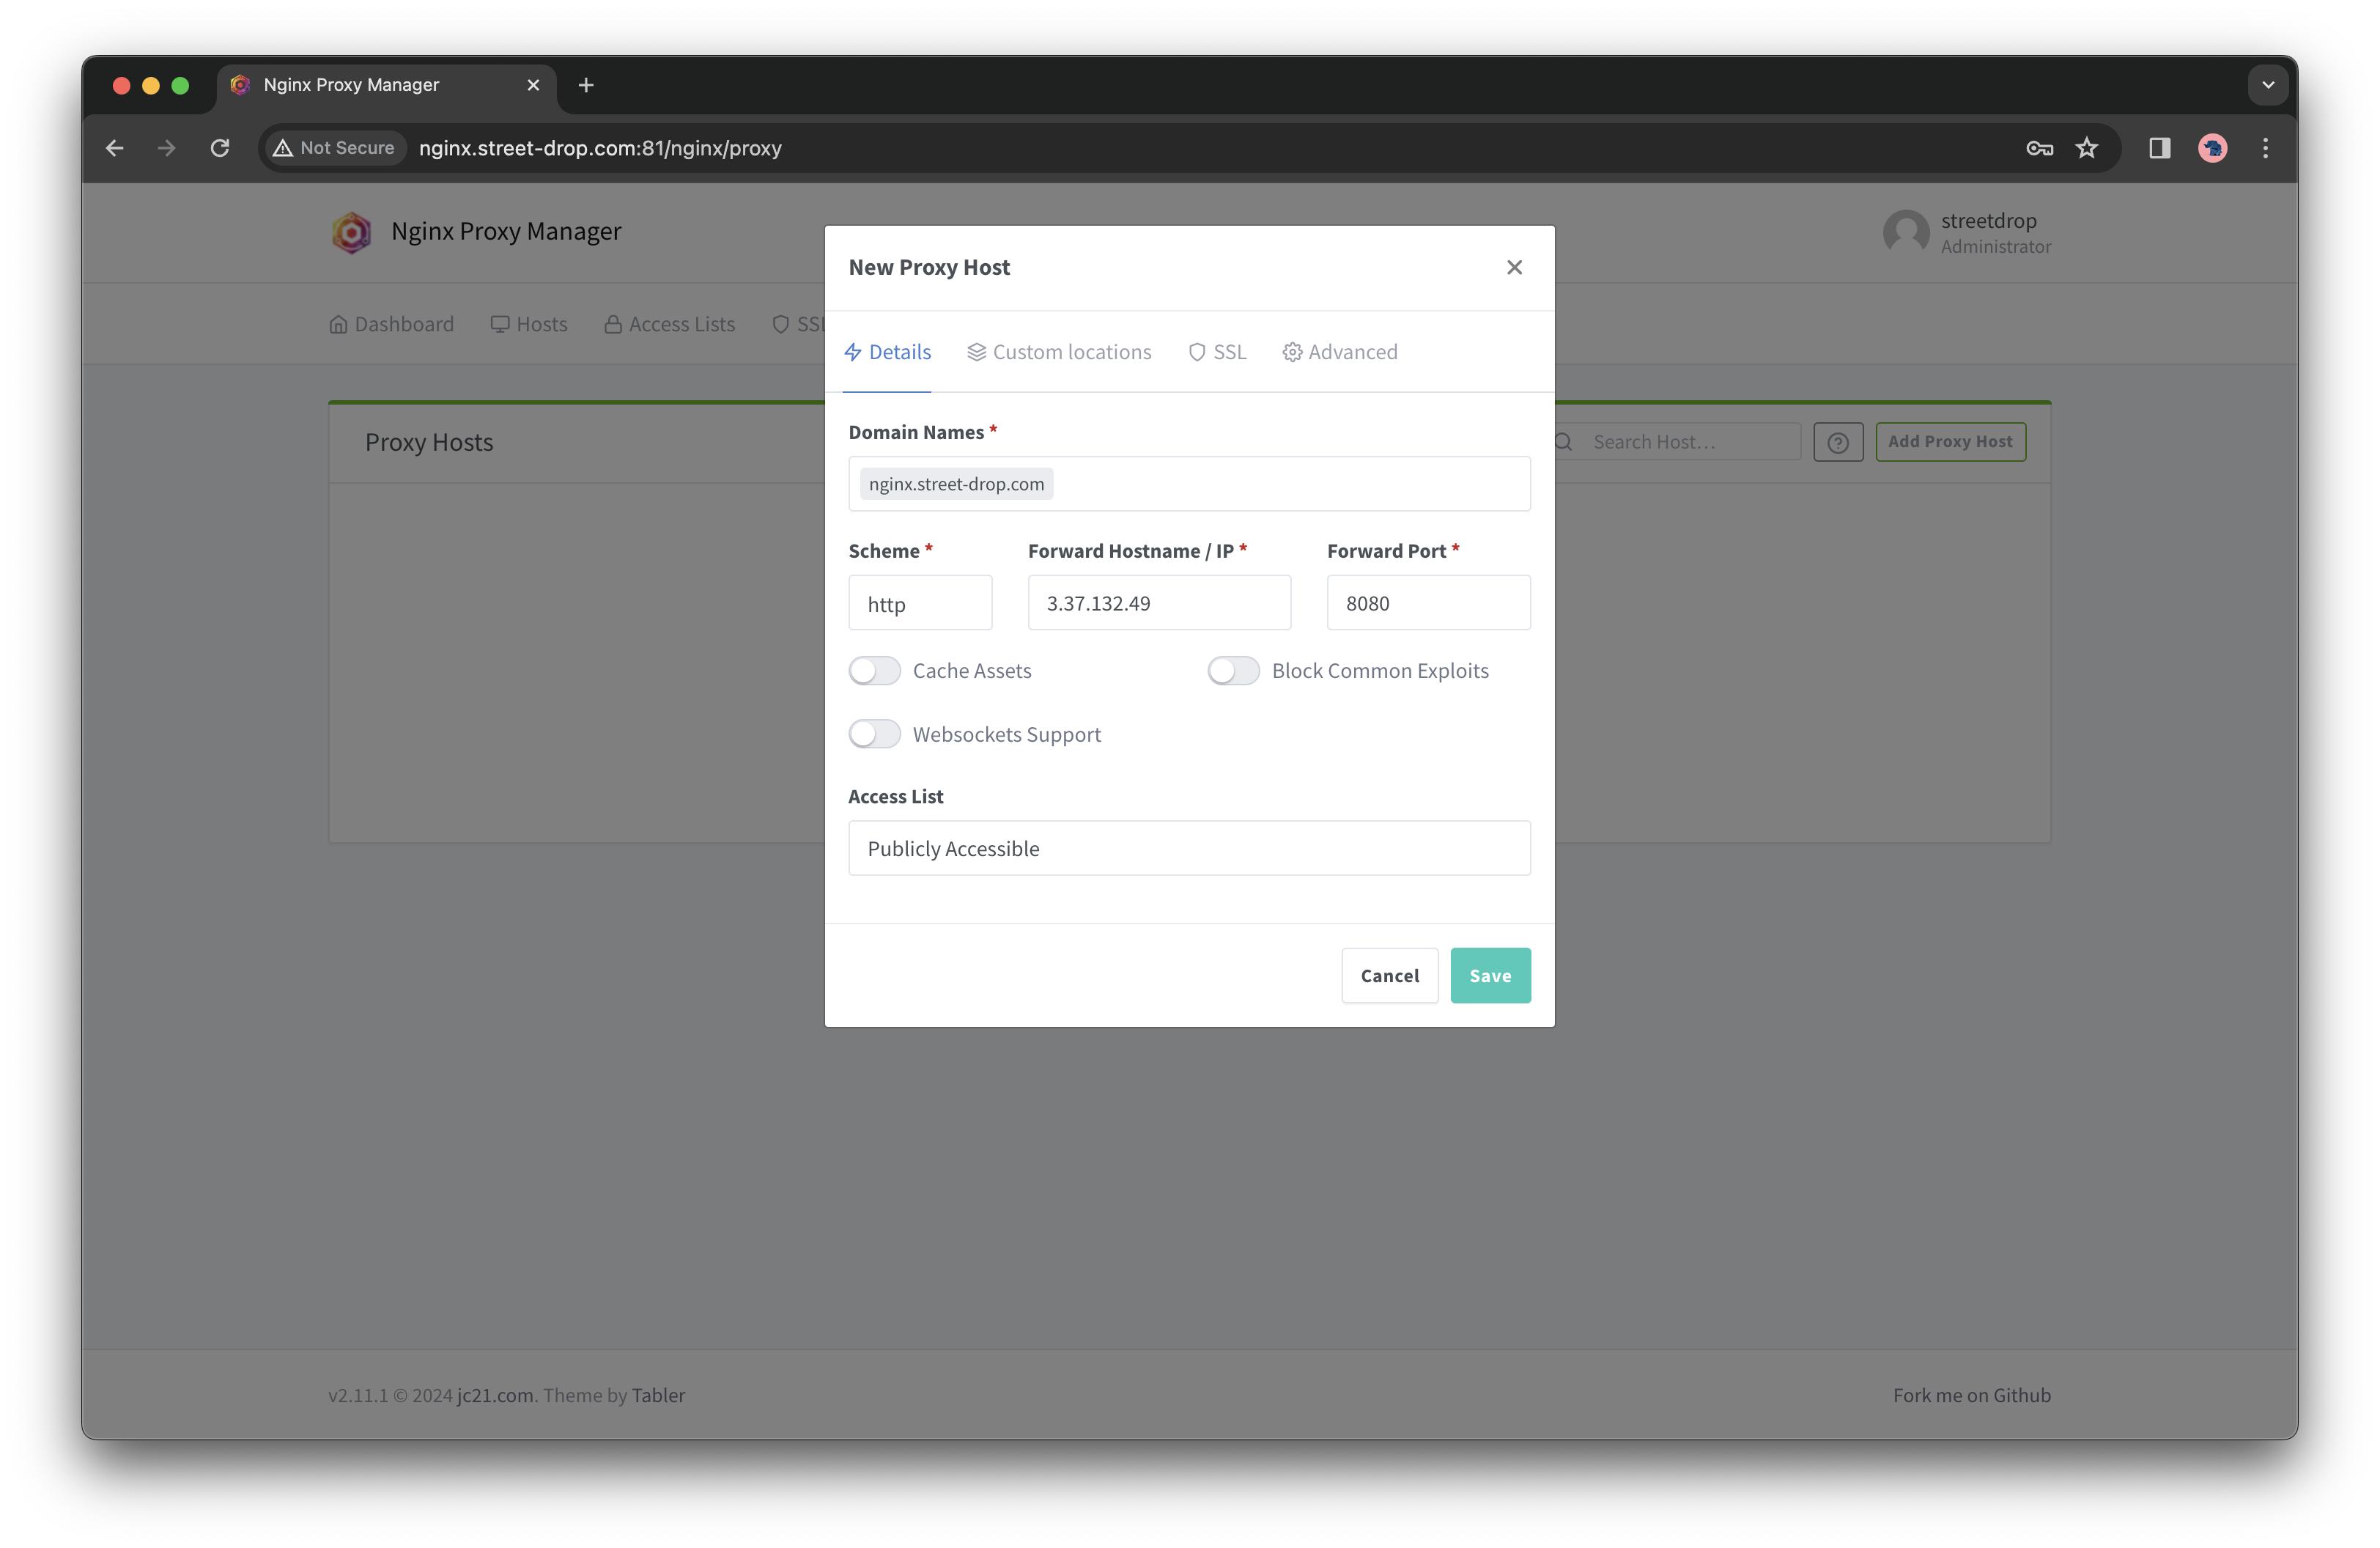 Nginx Proxy Manager
Not Secure nginx.street-drop.com:81/nginx/proxy
Nginx Proxy Manager
streetdrop
Administrator
Dashboard Hosts Access Lists SSL
Proxy Hosts
Search Host...
Add Proxy Host
New Proxy Host
Details Custom locations SSL Advanced
Domain Names *
nginx.street-drop.com
Scheme * Forward Hostname / IP * Forward Port *
http 3.37.132.49 8080
Cache Assets Block Common Exploits
Websockets Support
Access List
Publicly Accessible
Cancel Save
v2.11.1 © 2024 jc21.com. Theme by Tabler
Fork me on Github